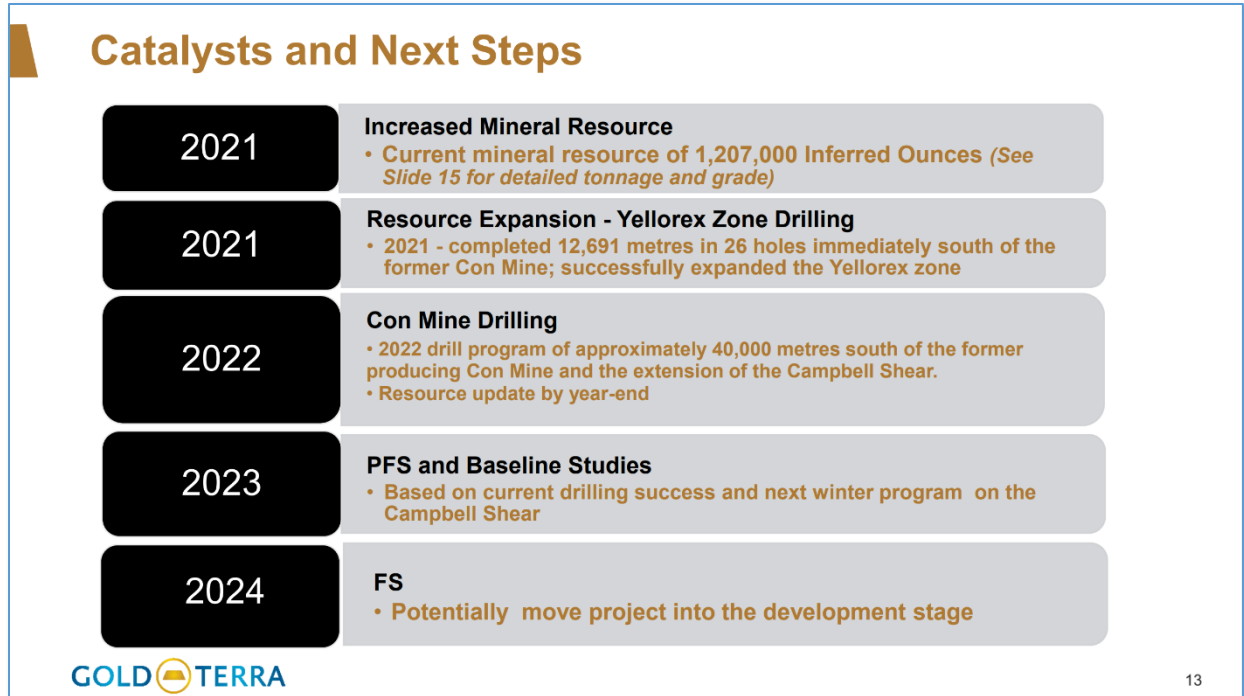 Catalysts and Next Steps
2021
Increased Mineral Resource
• Current mineral resource of 1,207,000 Inferred Ounces (See
Slide 15 for detailed tonnage and grade)
2021
Resource Expansion - Yellorex Zone Drilling
• 2021 - completed 12,691 metres in 26 holes immediately south of the
former Con Mine; successfully expanded the Yellorex zone
2022
Con Mine Drilling
• 2022 drill program of approximately 40,000 metres south of the former
producing Con Mine and the extension of the Campbell Shear.
• Resource update by year-end
2023
PFS and Baseline Studies
• Based on current drilling success and next winter program on the
Campbell Shear
2024
FS
• Potentially move project into the development stage
GOLD TERRA
13